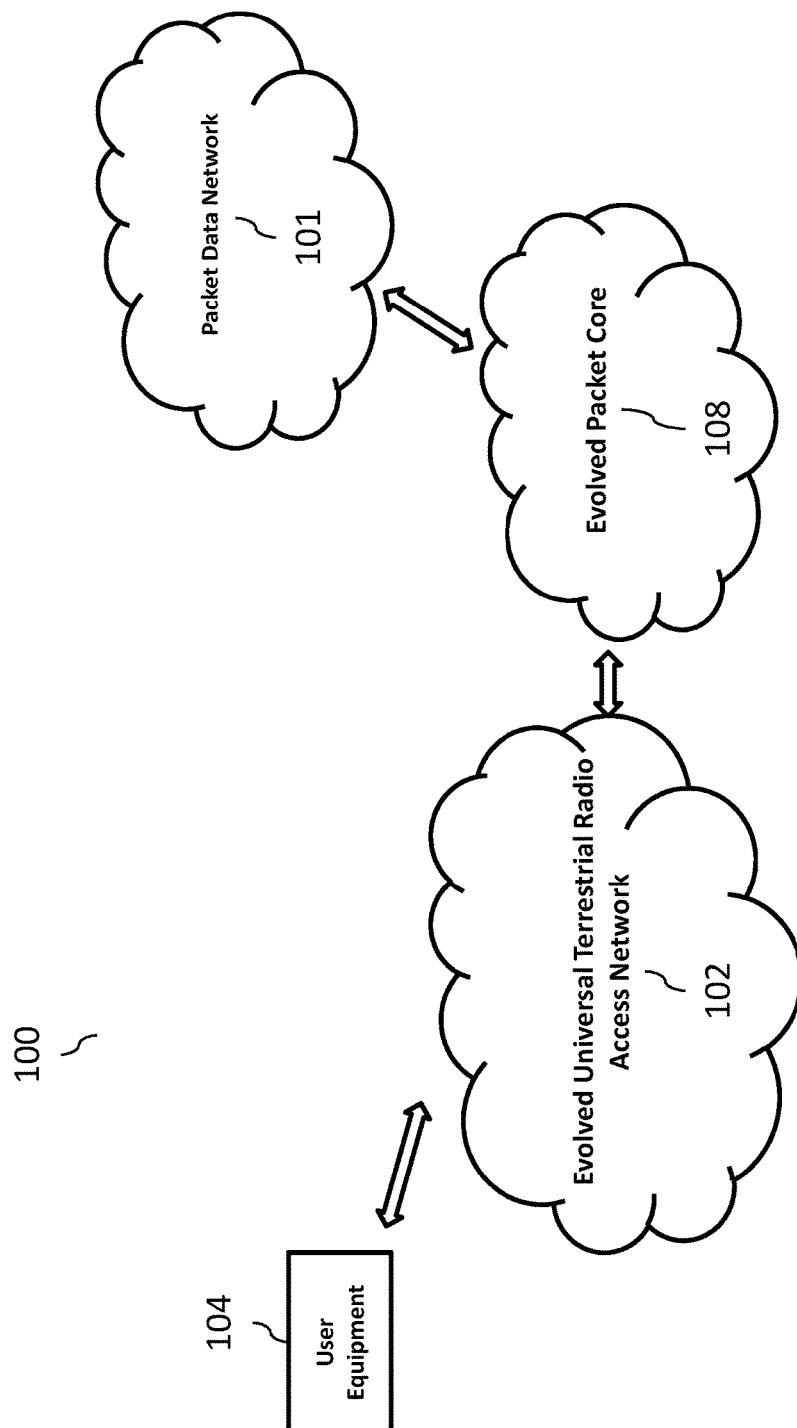 100
104
User
Equipment
Evolved Universal Terrestrial Radio
Access Network
102
Evolved Packet Core
108
Packet Data Network
101